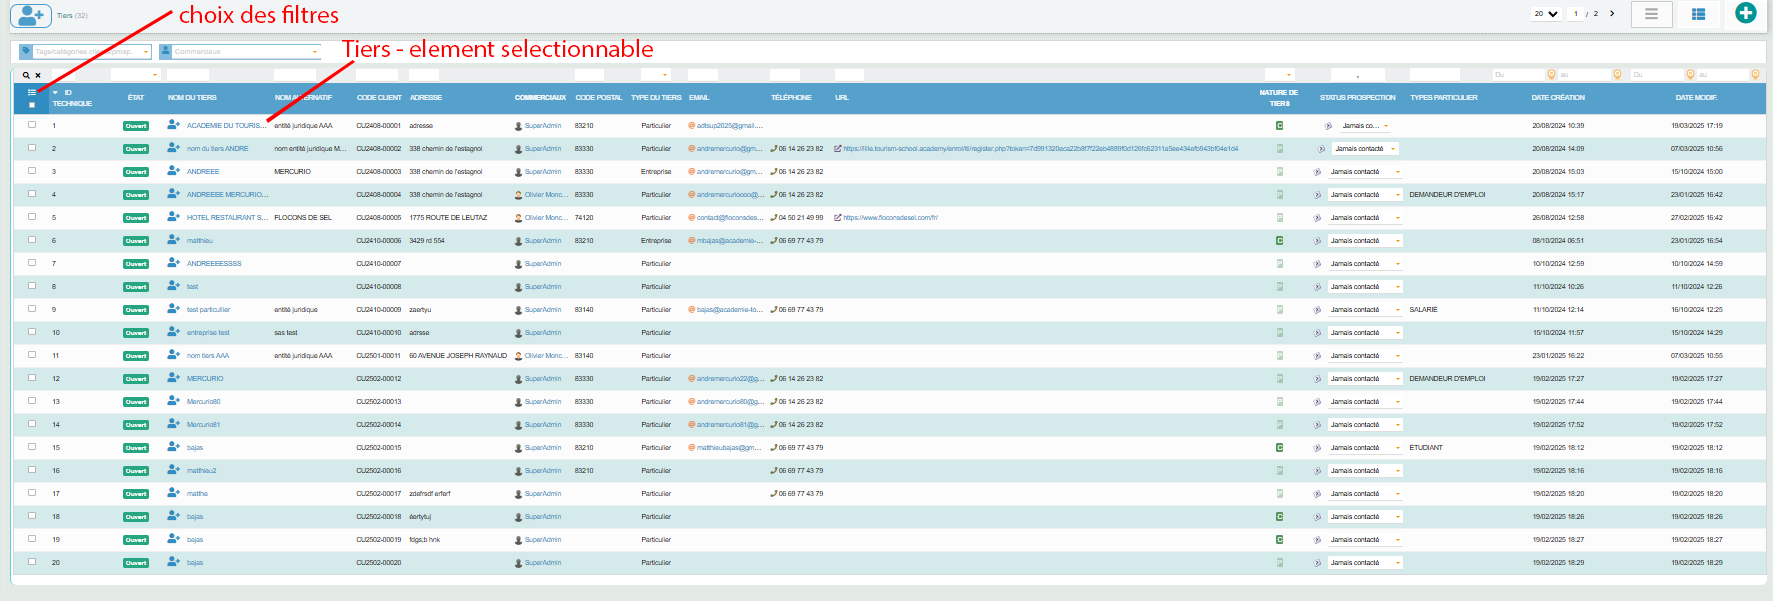 choix des filtres
Tiers (32)
20 1 / 2
Tags/catégories clients/prosp. Commerciaux
Tiers - element selectionnable
Du au Du au
ID TECHNIQUE ÉTAT NOM DU TIERS NOM ALTERNATIF CODE CLIENT ADRESSE COMMERCIAUX CODE POSTAL TYPE DU TIERS EMAIL TÉLÉPHONE URL NATURE DE TIERS STATUS PROSPECTION TYPES PARTICULIER DATE CRÉATION DATE MODIF.
1 Ouvert ACADEMIE DU TOURIS... entité juridique AAA CU2408-00001 adresse SuperAdmin 83210 Particulier adtsup2025@gmail.... C Jamais co... 20/08/2024 10:39 19/03/2025 17:19
2 Ouvert nom du tiers ANDRE nom entité juridique M... CU2408-00002 338 chemin de l'estagnol SuperAdmin 83330 Particulier andremercurio@gm... 06 14 26 23 82 P Jamais contacté 20/08/2024 14:09 07/03/2025 10:56
3 Ouvert ANDREEE MERCURIO CU2408-00003 338 chemin de l'estagnol SuperAdmin 83330 Entreprise andremercurio@gm... 06 14 26 23 82 P Jamais contacté 20/08/2024 15:03 15/10/2024 15:00
4 Ouvert ANDREEEE MERCURIO... CU2408-00004 338 chemin de l'estagnol Olivier Monc... 83330 Particulier andremercuriooo@... 06 14 26 23 82 P Jamais contacté DEMANDEUR D'EMPLOI 20/08/2024 15:17 23/01/2025 16:42
5 Ouvert HOTEL RESTAURANT S... FLOCONS DE SEL CU2408-00005 1775 ROUTE DE LEUTAZ Olivier Monc... 74120 Particulier contact@floconsdes... 04 50 21 49 99 https://www.floconsdesel.com/fr/ P Jamais contacté 26/08/2024 12:58 27/02/2025 16:42
6 Ouvert matthieu CU2410-00006 3429 rd 554 SuperAdmin 83210 Entreprise mbajas@academie-... 06 69 77 43 79 C Jamais contacté 08/10/2024 06:51 23/01/2025 16:54
7 Ouvert ANDREEEESSSS CU2410-00007 SuperAdmin Particulier P Jamais contacté 10/10/2024 12:59 10/10/2024 14:59
8 Ouvert test CU2410-00008 SuperAdmin Particulier P Jamais contacté 11/10/2024 10:26 11/10/2024 12:26
9 Ouvert test particulier entité juridique CU2410-00009 zaertyu SuperAdmin 83140 Particulier bajas@academie-to... 06 69 77 43 79 P Jamais contacté SALARIÉ 11/10/2024 12:14 16/10/2024 12:25
10 Ouvert entreprise test sas test CU2410-00010 adrsse SuperAdmin Particulier P Jamais contacté 15/10/2024 11:57 15/10/2024 14:29
11 Ouvert nom tiers AAA entité juridique AAA CU2501-00011 60 AVENUE JOSEPH RAYNAUD Olivier Monc... 83140 Particulier P Jamais contacté 23/01/2025 16:22 07/03/2025 10:55
12 Ouvert MERCURIO CU2502-00012 SuperAdmin 83330 Particulier andremercurio22@g... 06 14 26 23 82 P Jamais contacté DEMANDEUR D'EMPLOI 19/02/2025 17:27 19/02/2025 17:27
13 Ouvert Mercurio80 CU2502-00013 SuperAdmin 83330 Particulier andremercurio80@g... 06 14 26 23 82 P Jamais contacté 19/02/2025 17:44 19/02/2025 17:44
14 Ouvert Mercurio81 CU2502-00014 SuperAdmin 83330 Particulier andremercurio81@g... 06 14 26 23 82 P Jamais contacté 19/02/2025 17:52 19/02/2025 17:52
15 Ouvert bajas CU2502-00015 SuperAdmin 83210 Particulier matthieubajas@gm... 06 69 77 43 79 C Jamais contacté ETUDIANT 19/02/2025 18:12 19/02/2025 18:12
16 Ouvert matthieu2 CU2502-00016 SuperAdmin 83210 Particulier 06 69 77 43 79 P Jamais contacté 19/02/2025 18:16 19/02/2025 18:16
17 Ouvert matthe CU2502-00017 zdefrsdf erferf SuperAdmin Particulier 06 69 77 43 79 P Jamais contacté 19/02/2025 18:20 19/02/2025 18:20
18 Ouvert bajas CU2502-00018 éertytuj SuperAdmin Particulier C Jamais contacté 19/02/2025 18:26 19/02/2025 18:26
19 Ouvert bajas CU2502-00019 fdgs,b hnk SuperAdmin Particulier C Jamais contacté 19/02/2025 18:27 19/02/2025 18:27
20 Ouvert bajas CU2502-00020 SuperAdmin Particulier P Jamais contacté 19/02/2025 18:29 19/02/2025 18:29